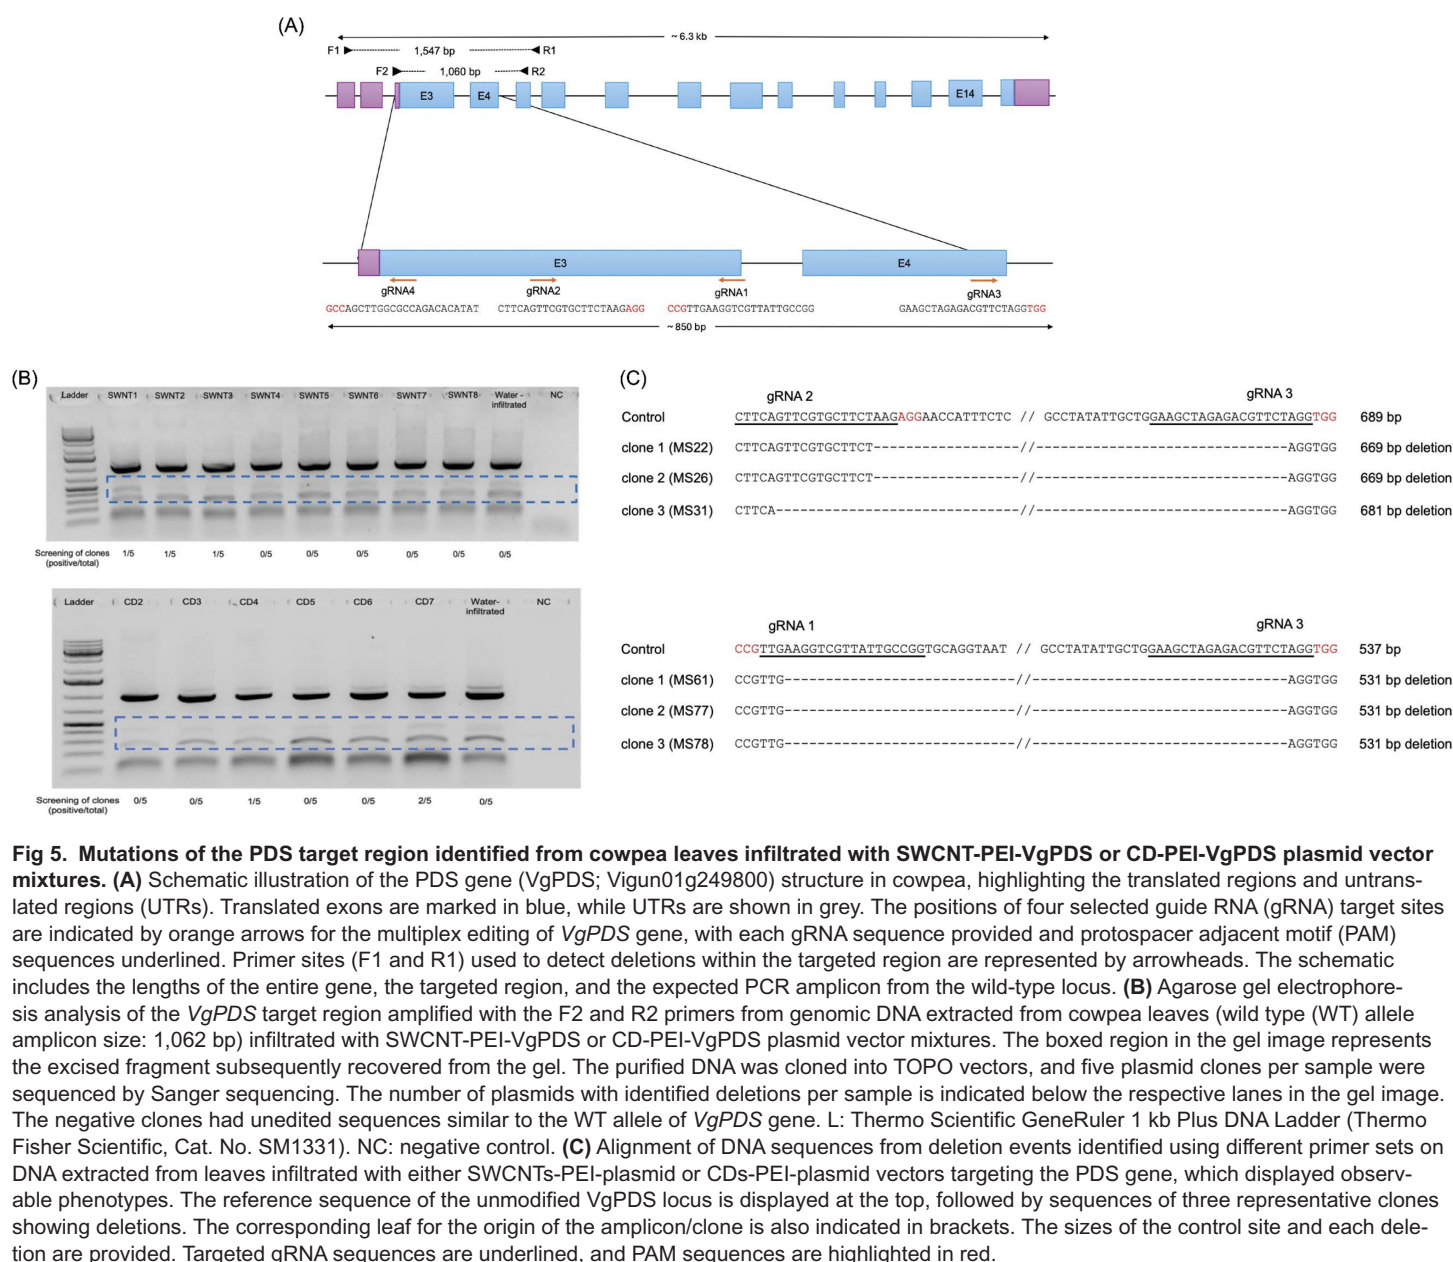 (A)
~ 6.3 kb
F1 1,547 bp R1
F2 1,060 bp R2
E3 E4 E14
E3 E4
gRNA4 gRNA2 gRNA1 gRNA3
GCCAGCTTGGCGCCAGACACATAT CTTCAGTTCGTGCTTCTAAGAGG CCGTTGAAGGTCGTTATTGCCGG GAAGCTAGAGACGTTCTAGGTGG
~ 850 bp
(B)
Ladder SWNT1 SWNT2 SWNT3 SWNT4 SWNT5 SWNT6 SWNT7 SWNT8 Water-infiltrated NC
Screening of clones (positive/total) 1/5 1/5 1/5 0/5 0/5 0/5 0/5 0/5 0/5
Ladder CD2 CD3 CD4 CD5 CD6 CD7 Water-infiltrated NC
Screening of clones (positive/total) 0/5 0/5 1/5 0/5 0/5 2/5 0/5
(C)
gRNA 2 gRNA 3
Control CTTCAGTTCGTGCTTCTAAGAGGAACCATTTCTC // GCCTATATTGCTGGAAGCTAGAGACGTTCTAGGTGG 689 bp
clone 1 (MS22) CTTCAGTTCGTGCTTCT------------------//--------------------------------AGGTGG 669 bp deletion
clone 2 (MS26) CTTCAGTTCGTGCTTCT------------------//--------------------------------AGGTGG 669 bp deletion
clone 3 (MS31) CTTCA------------------------------//--------------------------------AGGTGG 681 bp deletion
gRNA 1 gRNA 3
Control CCGTTGAAGGTCGTTATTGCCGGTGCAGGTAAT // GCCTATATTGCTGGAAGCTAGAGACGTTCTAGGTGG 537 bp
clone 1 (MS61) CCGTTG-----------------------------//--------------------------------AGGTGG 531 bp deletion
clone 2 (MS77) CCGTTG-----------------------------//--------------------------------AGGTGG 531 bp deletion
clone 3 (MS78) CCGTTG-----------------------------//--------------------------------AGGTGG 531 bp deletion
Fig 5. Mutations of the PDS target region identified from cowpea leaves infiltrated with SWCNT-PEI-VgPDS or CD-PEI-VgPDS plasmid vector
mixtures. (A) Schematic illustration of the PDS gene (VgPDS; Vigun01g249800) structure in cowpea, highlighting the translated regions and untrans-
lated regions (UTRs). Translated exons are marked in blue, while UTRs are shown in grey. The positions of four selected guide RNA (gRNA) target sites
are indicated by orange arrows for the multiplex editing of VgPDS gene, with each gRNA sequence provided and protospacer adjacent motif (PAM)
sequences underlined. Primer sites (F1 and R1) used to detect deletions within the targeted region are represented by arrowheads. The schematic
includes the lengths of the entire gene, the targeted region, and the expected PCR amplicon from the wild-type locus. (B) Agarose gel electrophore-
sis analysis of the VgPDS target region amplified with the F2 and R2 primers from genomic DNA extracted from cowpea leaves (wild type (WT) allele
amplicon size: 1,062 bp) infiltrated with SWCNT-PEI-VgPDS or CD-PEI-VgPDS plasmid vector mixtures. The boxed region in the gel image represents
the excised fragment subsequently recovered from the gel. The purified DNA was cloned into TOPO vectors, and five plasmid clones per sample were
sequenced by Sanger sequencing. The number of plasmids with identified deletions per sample is indicated below the respective lanes in the gel image.
The negative clones had unedited sequences similar to the WT allele of VgPDS gene. L: Thermo Scientific GeneRuler 1 kb Plus DNA Ladder (Thermo
Fisher Scientific, Cat. No. SM1331). NC: negative control. (C) Alignment of DNA sequences from deletion events identified using different primer sets on
DNA extracted from leaves infiltrated with either SWCNTs-PEI-plasmid or CDs-PEI-plasmid vectors targeting the PDS gene, which displayed observ-
able phenotypes. The reference sequence of the unmodified VgPDS locus is displayed at the top, followed by sequences of three representative clones
showing deletions. The corresponding leaf for the origin of the amplicon/clone is also indicated in brackets. The sizes of the control site and each dele-
tion are provided. Targeted gRNA sequences are underlined, and PAM sequences are highlighted in red.